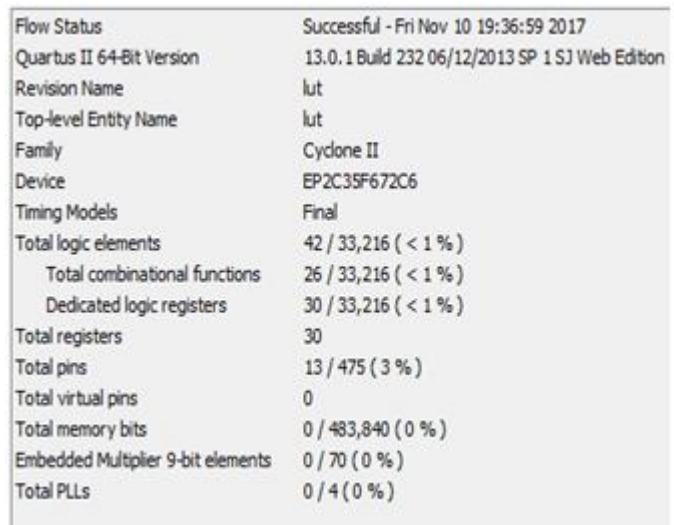 Flow Status Successful - Fri Nov 10 19:36:59 2017
Quartus II 64-Bit Version 13.0.1 Build 232 06/12/2013 SP 1 SJ Web Edition
Revision Name lut
Top-level Entity Name lut
Family Cyclone II
Device EP2C35F672C6
Timing Models Final
Total logic elements 42 / 33,216 ( < 1 % )
Total combinational functions 26 / 33,216 ( < 1 % )
Dedicated logic registers 30 / 33,216 ( < 1 % )
Total registers 30
Total pins 13 / 475 ( 3 % )
Total virtual pins 0
Total memory bits 0 / 483,840 ( 0 % )
Embedded Multiplier 9-bit elements 0 / 70 ( 0 % )
Total PLLs 0 / 4 ( 0 % )